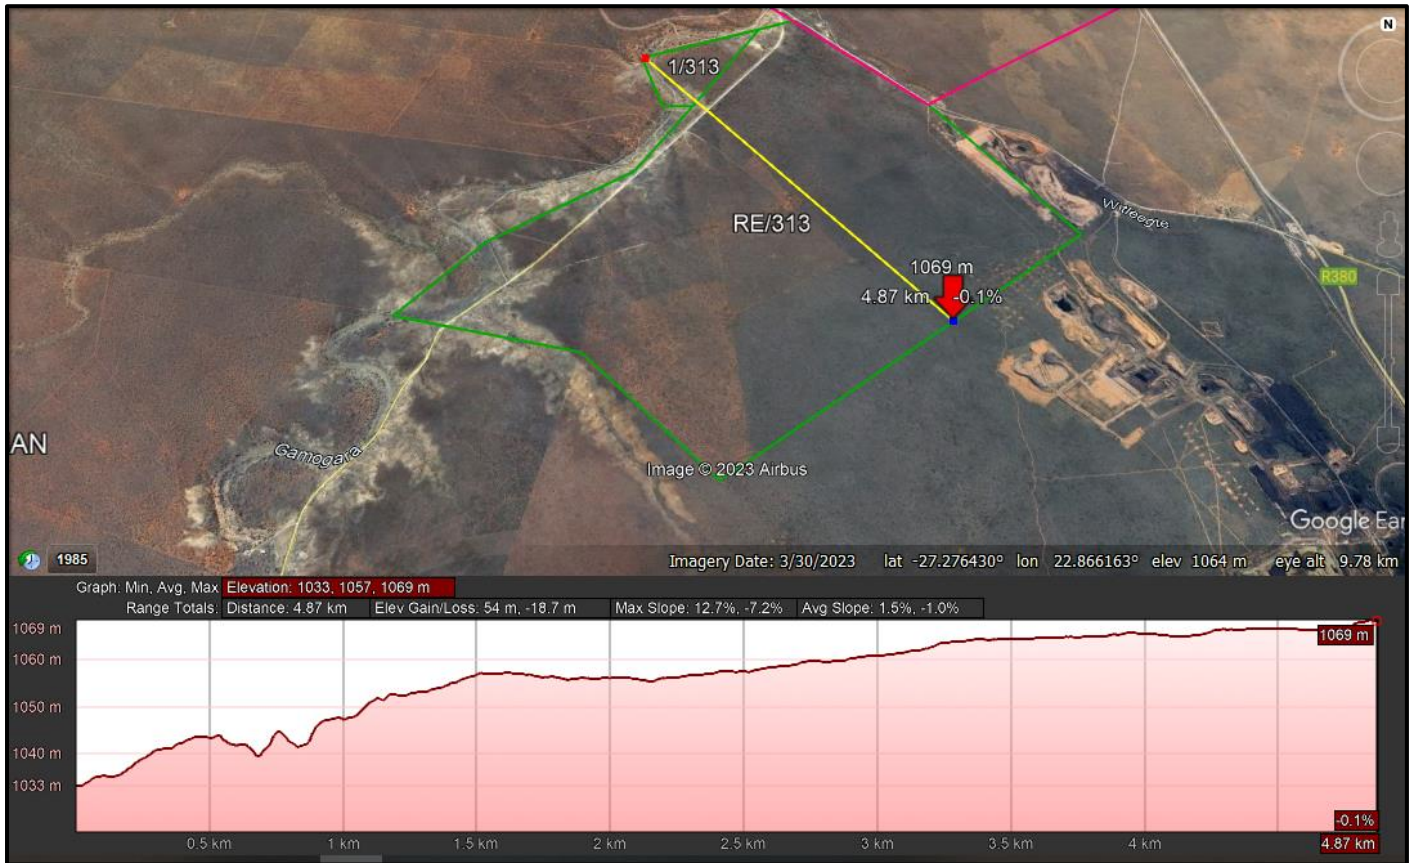 N
1/313
RE/313
Witleegte
1069 m
4.87 km -0.1%
R380
AN
Gamogara
Image © 2023 Airbus
Google Ear
1985
Imagery Date: 3/30/2023 lat -27.276430° lon 22.866163° elev 1064 m eye alt 9.78 km
Graph: Min, Avg, Max Elevation: 1033, 1057, 1069 m
Range Totals: Distance: 4.87 km Elev Gain/Loss: 54 m, -18.7 m Max Slope: 12.7%, -7.2% Avg Slope: 1.5%, -1.0%
1069 m
1069 m
1060 m
1050 m
1040 m
1033 m
-0.1%
0.5 km 1 km 1.5 km 2 km 2.5 km 3 km 3.5 km 4 km 4.87 km